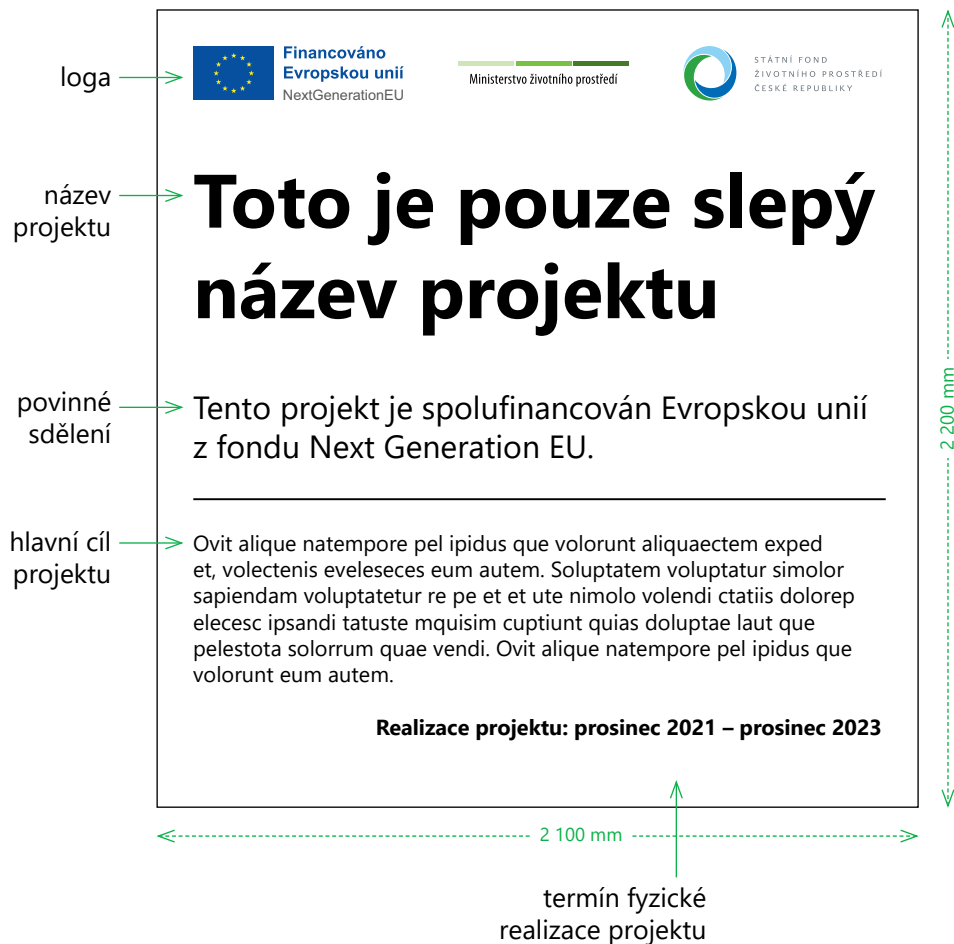 loga
Financováno
Evropskou unií
NextGenerationEU
Ministerstvo životního prostředí
STÁTNÍ FOND
ŽIVOTNÍHO PROSTŘEDÍ
ČESKÉ REPUBLIKY
název
projektu
Toto je pouze slepý
název projektu
povinné
sdělení
Tento projekt je spolufinancován Evropskou unií
z fondu Next Generation EU.
hlavní cíl
projektu
Ovit alique natempore pel ipidus que volorunt aliquaectem exped
et, volectenis eveleseces eum autem. Soluptatem voluptatur simolor
sapiendam voluptatetur re pe et et ute nimolo volendi ctatiis dolorep
elecesc ipsandi tatuste mquisim cuptiunt quias doluptae laut que
pelestota solorrum quae vendi. Ovit alique natempore pel ipidus que
volorunt eum autem.
Realizace projektu: prosinec 2021 – prosinec 2023
2 200 mm
2 100 mm
termín fyzické
realizace projektu